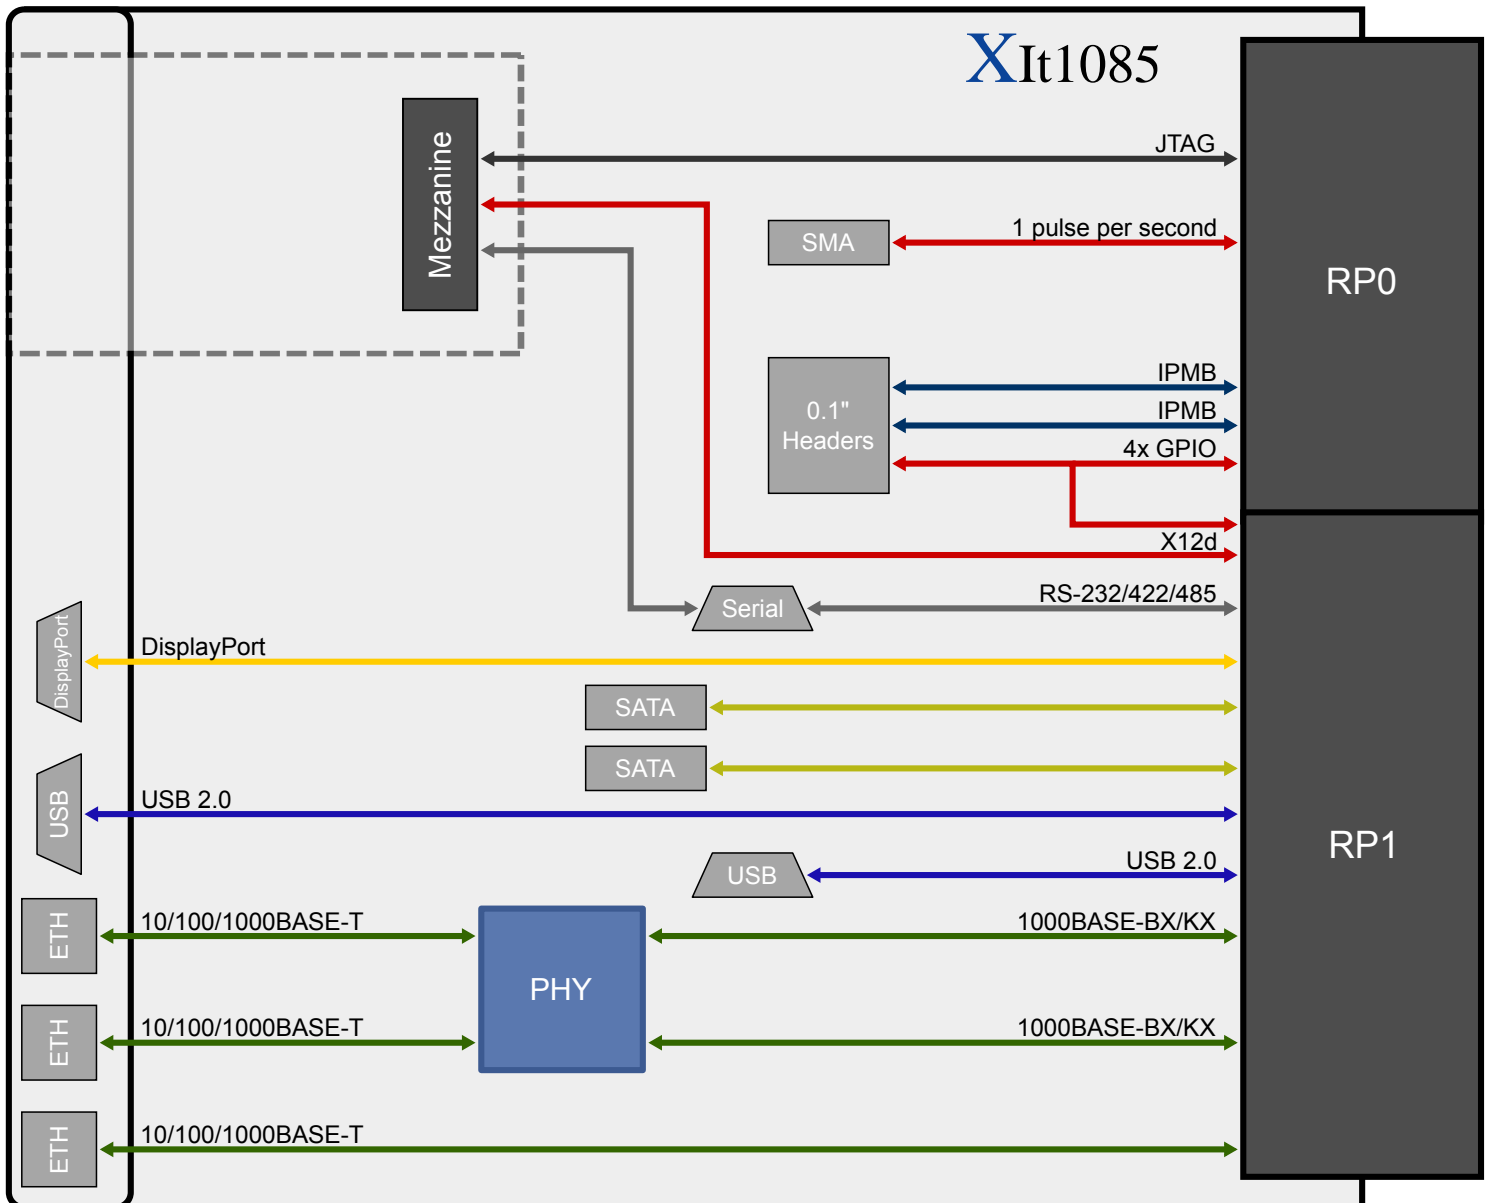 XIt1085
JTAG
Mezzanine
1 pulse per second
SMA
RP0
IPMB
0.1"
Headers
IPMB
4x GPIO
X12d
RS-232/422/485
Serial
DisplayPort
DisplayPort
SATA
SATA
USB 2.0
USB
RP1
USB 2.0
USB
10/100/1000BASE-T
1000BASE-BX/KX
ETH
PHY
10/100/1000BASE-T
1000BASE-BX/KX
ETH
10/100/1000BASE-T
ETH